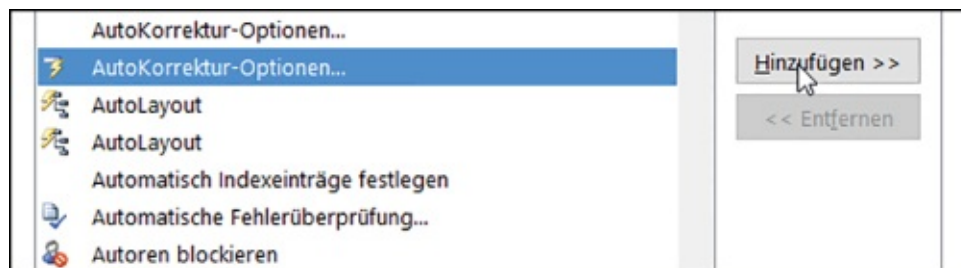 AutoKorrektur-Optionen...
AutoKorrektur-Optionen...
AutoLayout
AutoLayout
Automatisch Indexeinträge festlegen
Automatische Fehlerüberprüfung...
Autoren blockieren
Hinzufügen >>
<< Entfernen